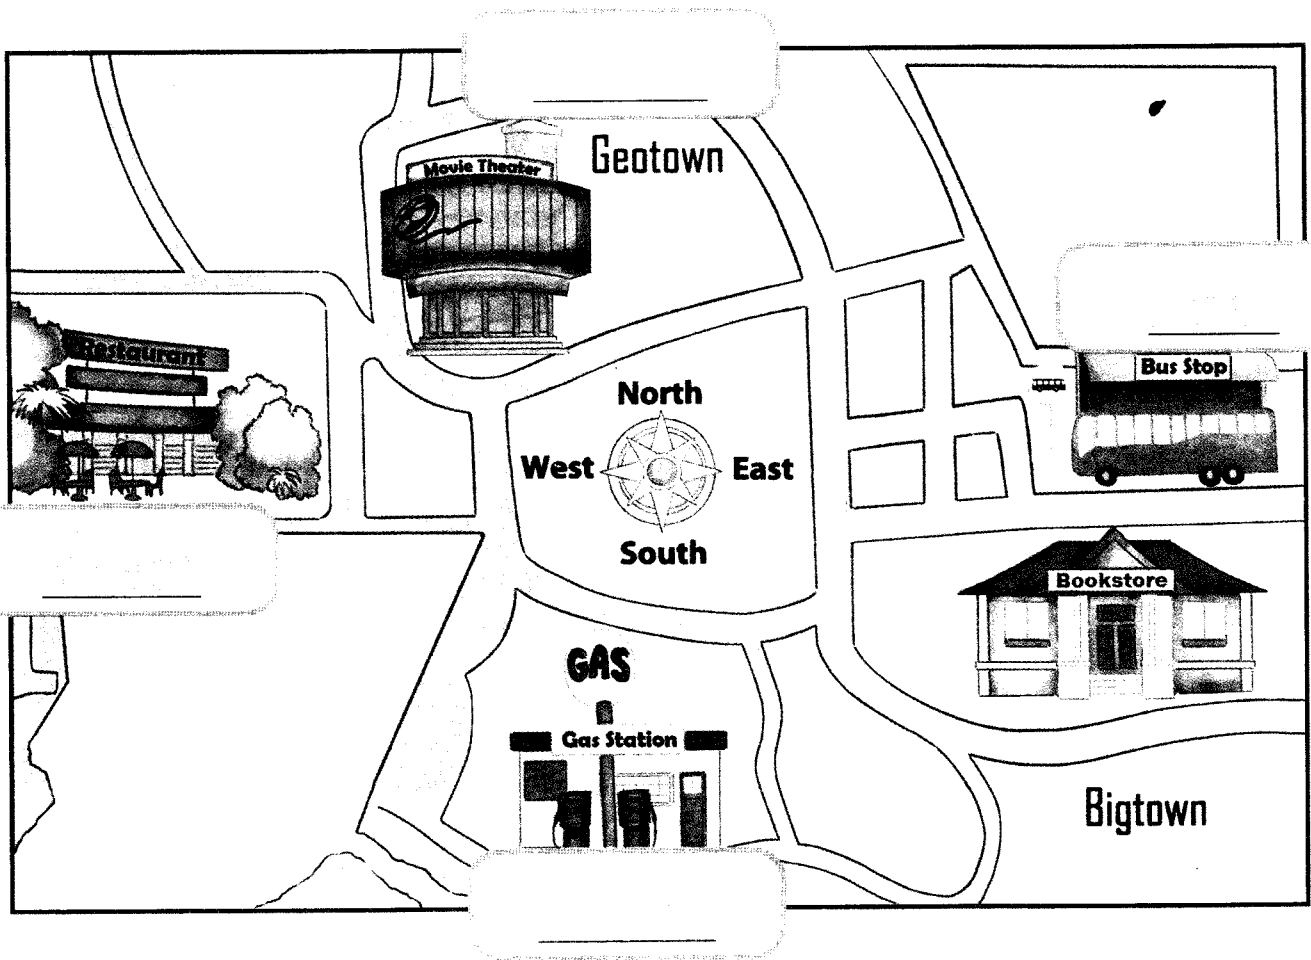 Geotown
Movie Theater
Restaurant
Bus Stop
North
West
East
South
Bookstore
GAS
Gas Station
Bigtown